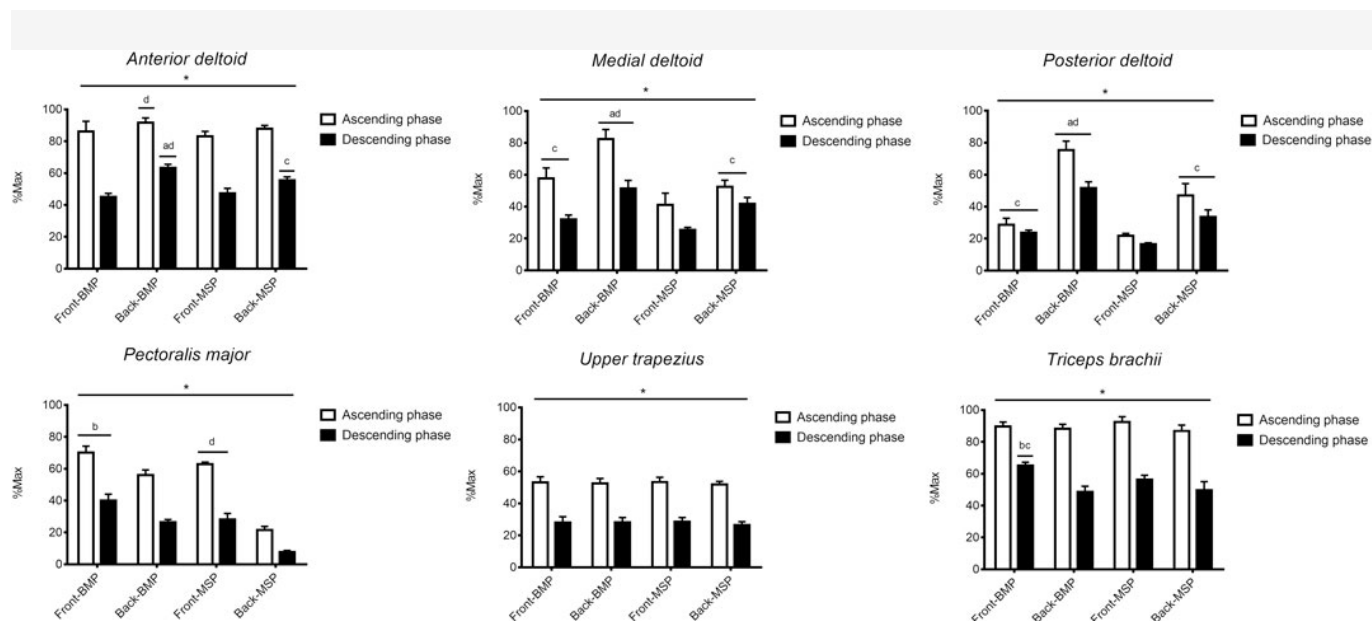 Anterior deltoid
*
d
ad
c
100
80
60
40
20
0
%Max
Front-BMP
Back-BMP
Front-MSP
Back-MSP
Ascending phase
Descending phase
Medial deltoid
*
c
ad
c
100
80
60
40
20
0
%Max
Front-BMP
Back-BMP
Front-MSP
Back-MSP
Ascending phase
Descending phase
Posterior deltoid
*
c
ad
c
100
80
60
40
20
0
%Max
Front-BMP
Back-BMP
Front-MSP
Back-MSP
Ascending phase
Descending phase
Pectoralis major
*
b
d
100
80
60
40
20
0
%Max
Front-BMP
Back-BMP
Front-MSP
Back-MSP
Ascending phase
Descending phase
Upper trapezius
*
100
80
60
40
20
0
%Max
Front-BMP
Back-BMP
Front-MSP
Back-MSP
Ascending phase
Descending phase
Triceps brachii
*
bc
100
80
60
40
20
0
%Max
Front-BMP
Back-BMP
Front-MSP
Back-MSP
Ascending phase
Descending phase